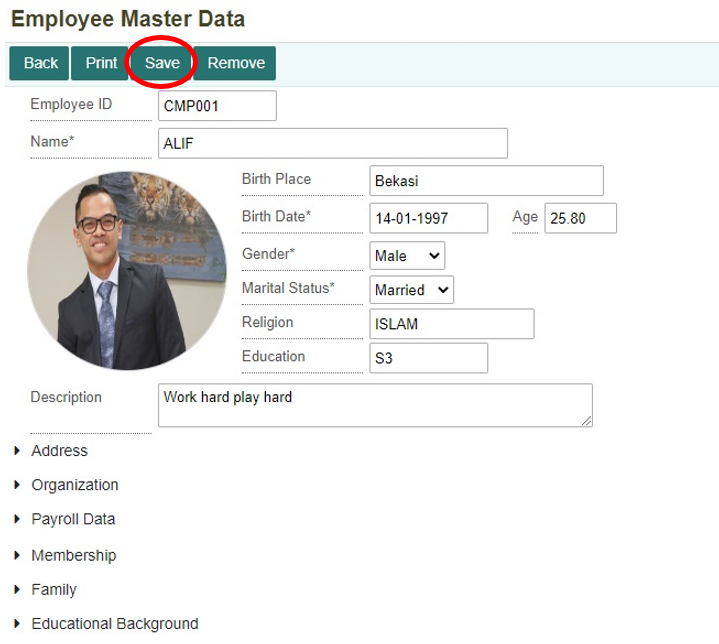 Employee Master Data
Back Print Save Remove
Employee ID CMP001
Name* ALIF
Birth Place Bekasi
Birth Date* 14-01-1997 Age 25.80
Gender* Male
Marital Status* Married
Religion ISLAM
Education S3
Description Work hard play hard
Address
Organization
Payroll Data
Membership
Family
Educational Background